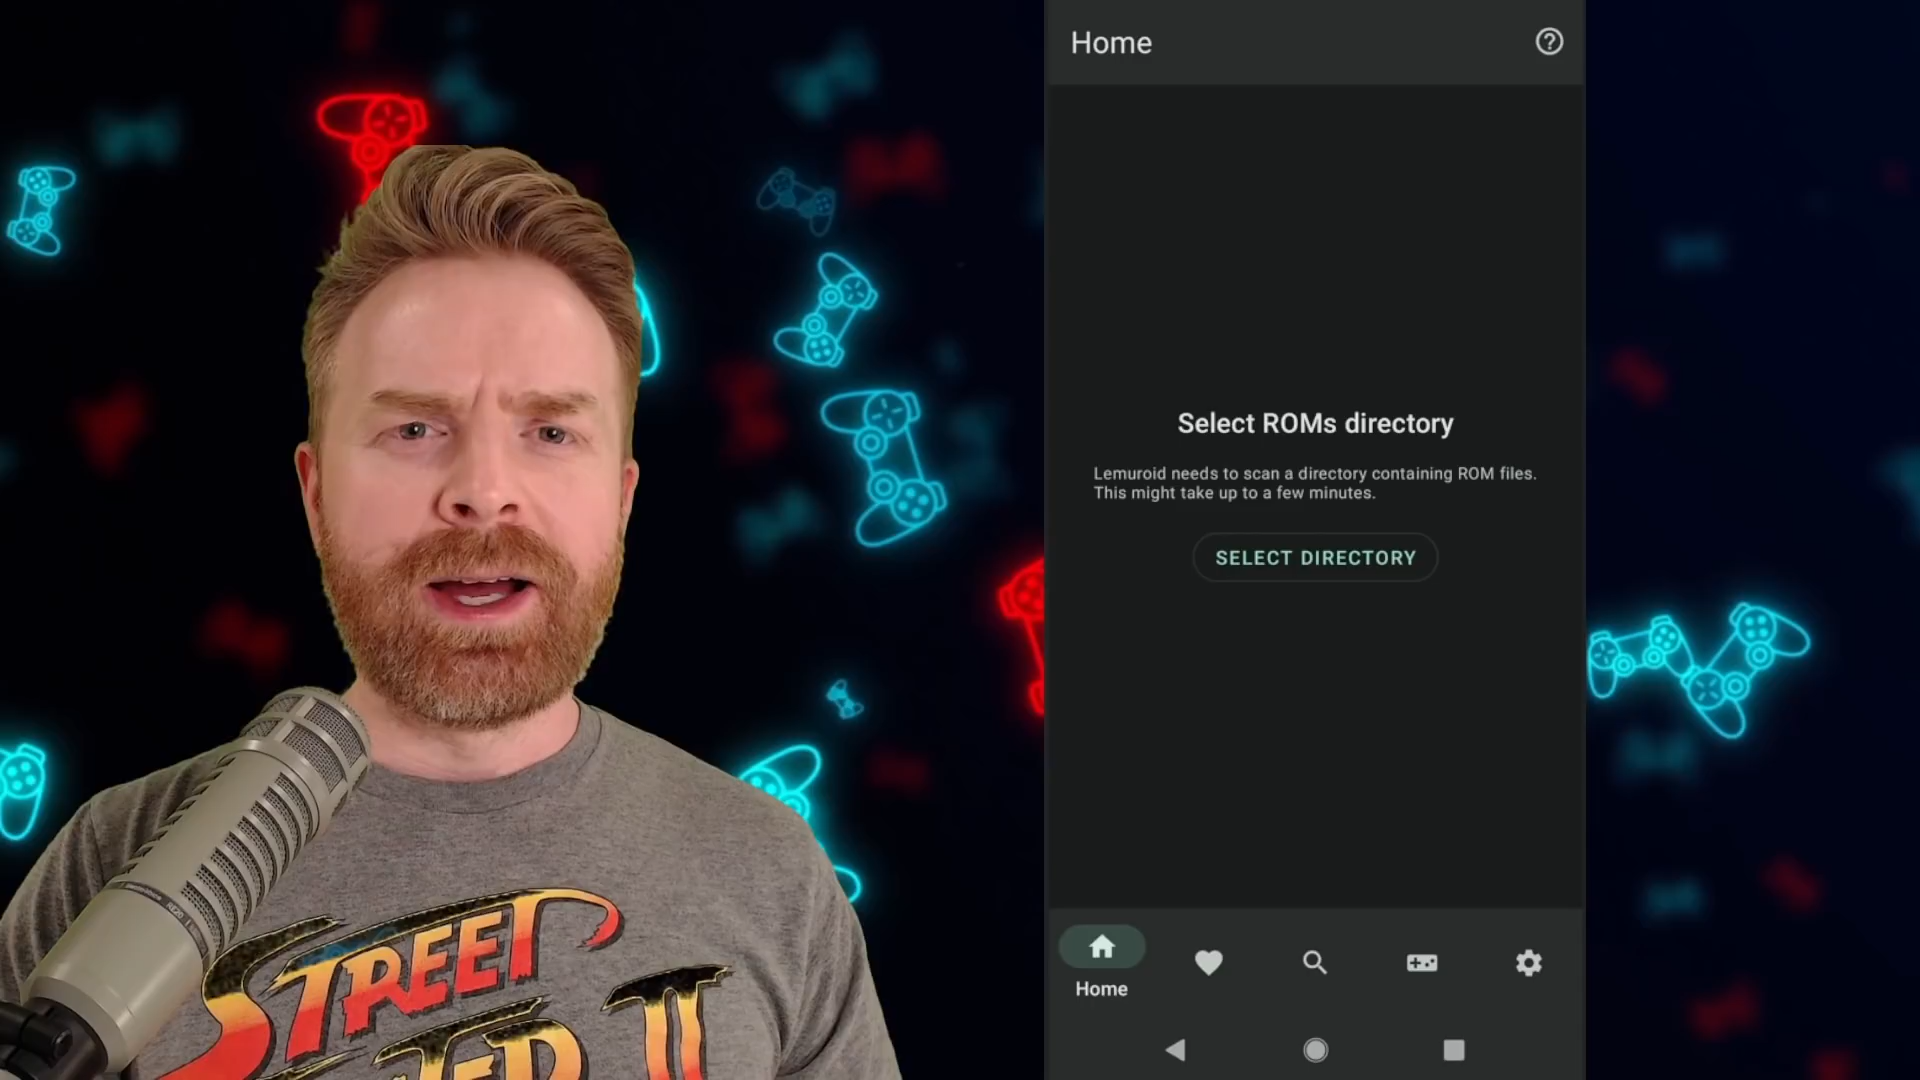 Home
Select ROMs directory
Lemuroid needs to scan a directory containing ROM files.
This might take up to a few minutes.
SELECT DIRECTORY
Home
RE20
STREET
II